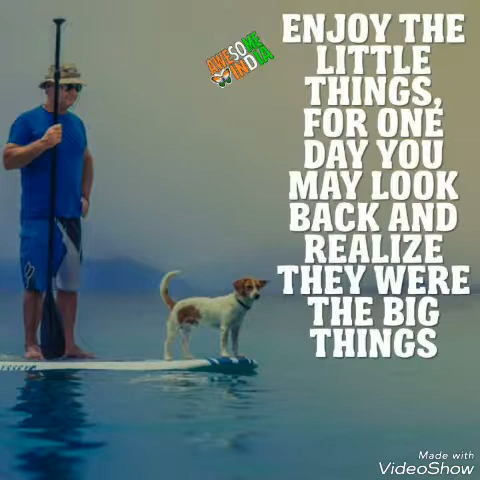 AWESOME
INDIA
ENJOY THE
LITTLE
THINGS,
FOR ONE
DAY YOU
MAY LOOK
BACK AND
REALIZE
THEY WERE
THE BIG
THINGS
Made with
VideoShow